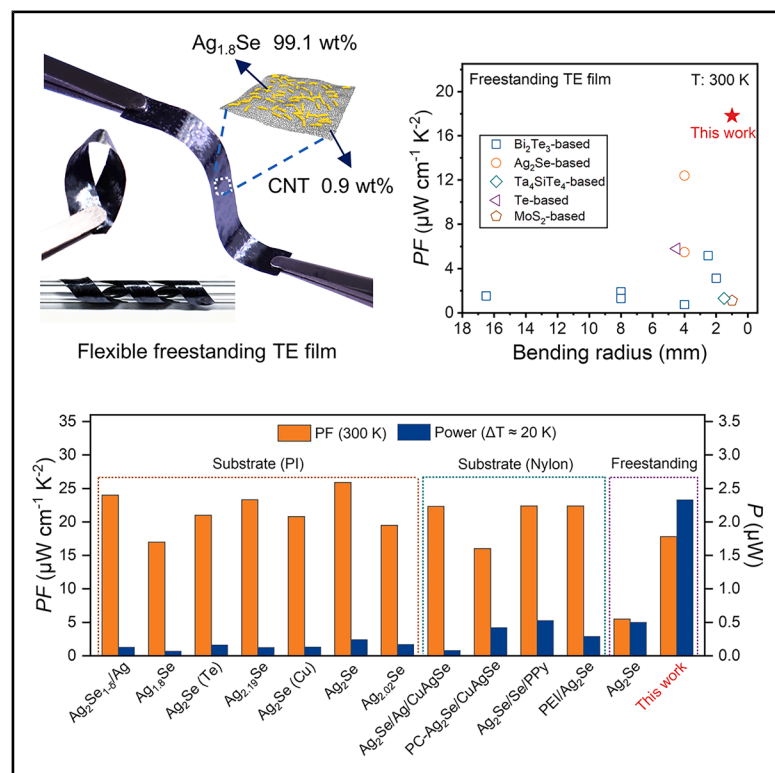 Ag1.8Se 99.1 wt%
CNT 0.9 wt%
Flexible freestanding TE film
Freestanding TE film T: 300 K
This work
Bi2Te3-based
Ag2Se-based
Ta4SiTe4-based
Te-based
MoS2-based
PF (µW cm-1 K-2)
20
16
12
8
4
0
18 16 14 12 10 8 6 4 2 0
Bending radius (mm)
PF (300 K) Power (ΔT ≈ 20 K)
Substrate (PI) Substrate (Nylon) Freestanding
PF (µW cm-1 K-2)
35
30
25
20
15
10
5
0
3.5
3.0
2.5
2.0
1.5
1.0
0.5
0.0
P (µW)
Ag2Se1-δ/Ag
Ag1.8Se
Ag2Se (Te)
Ag2.19Se
Ag2Se (Cu)
Ag2Se
Ag2.02Se
Ag2Se/Ag/CuAgSe
PC-Ag2Se/CuAgSe
Ag2Se/Se/PPy
PEI/Ag2Se
Ag2Se
This work